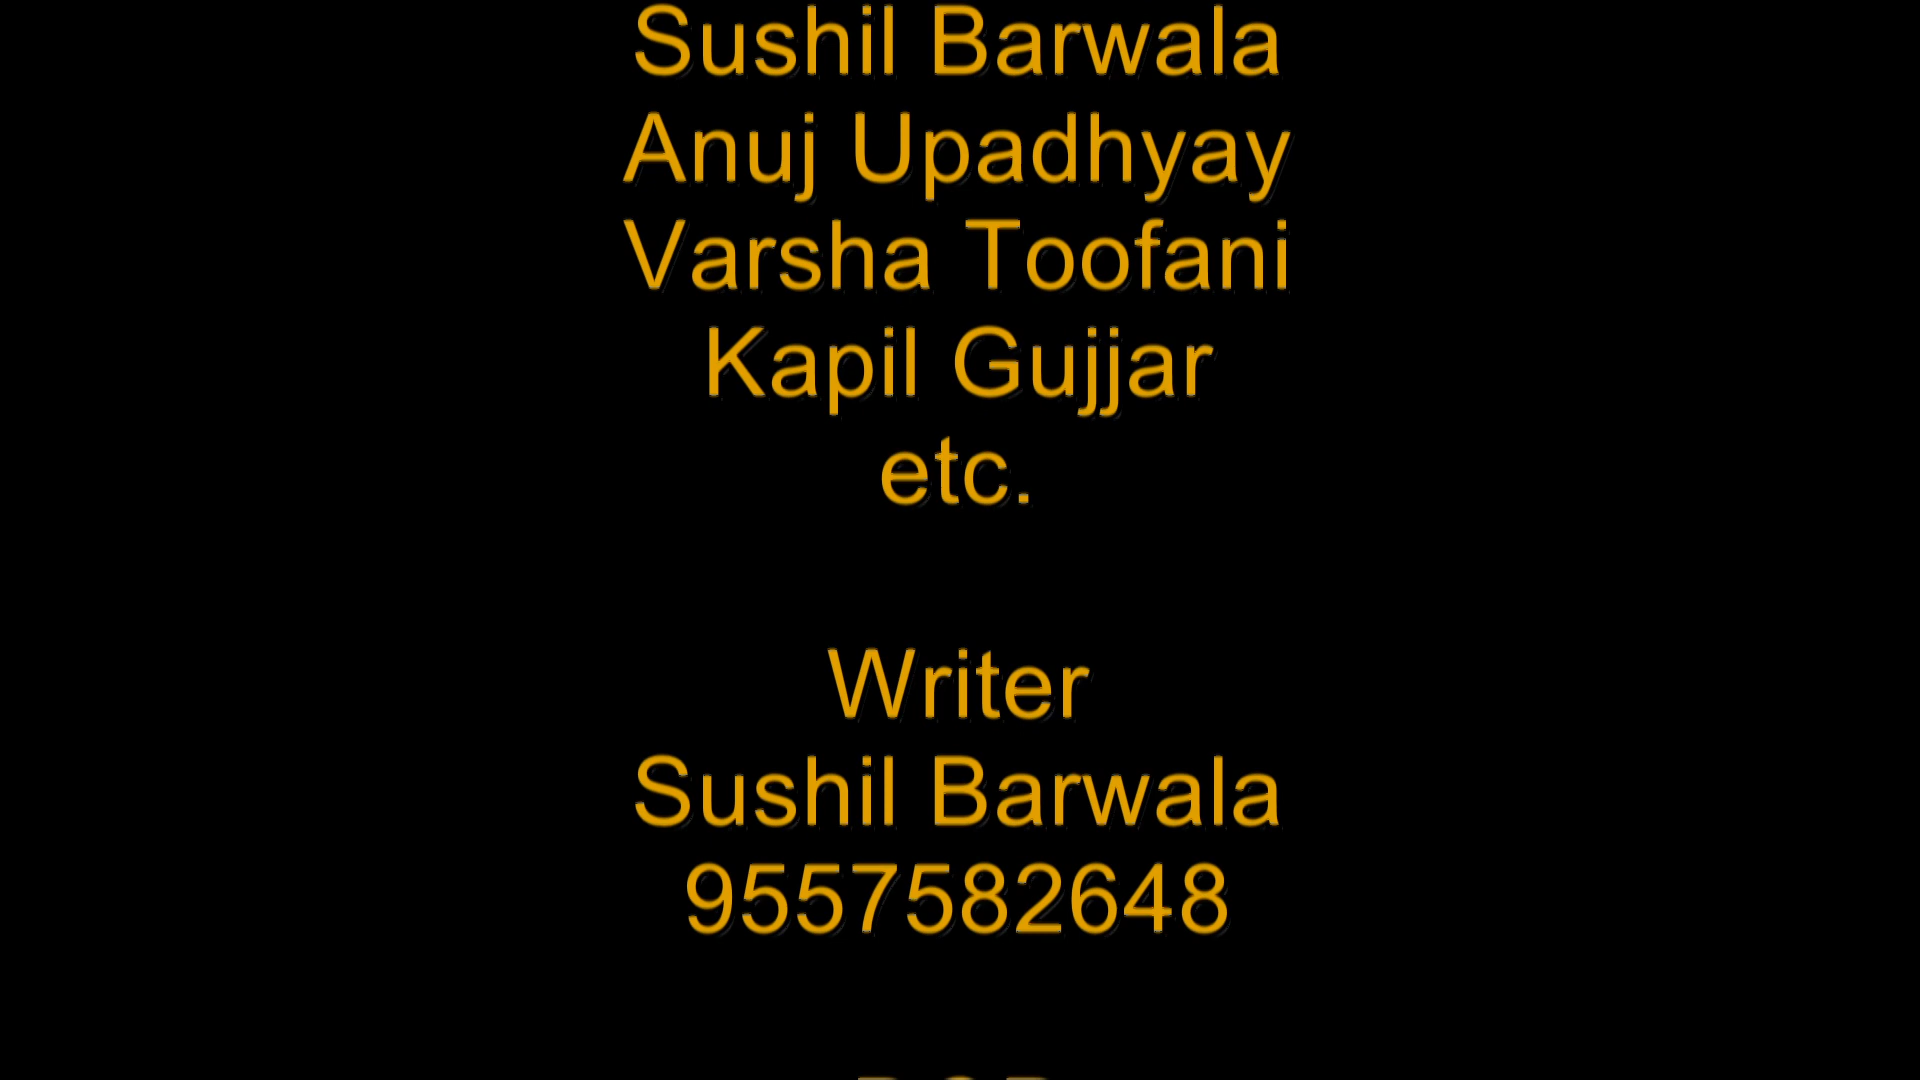 Sushil Barwala
Anuj Upadhyay
Varsha Toofani
Kapil Gujjar
etc.
Writer
Sushil Barwala
9557582648